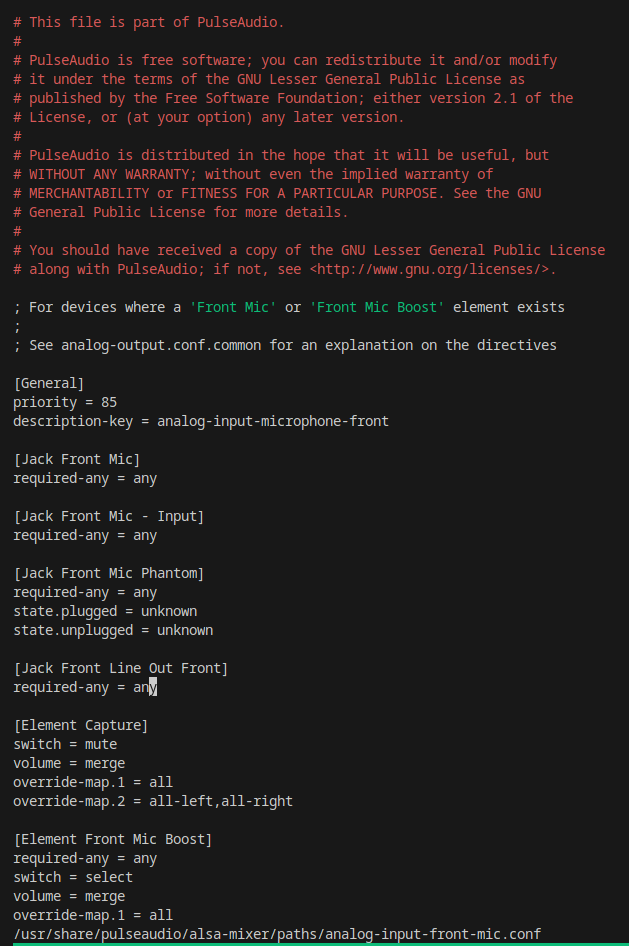 # This file is part of PulseAudio.
#
# PulseAudio is free software; you can redistribute it and/or modify
# it under the terms of the GNU Lesser General Public License as
# published by the Free Software Foundation; either version 2.1 of the
# License, or (at your option) any later version.
#
# PulseAudio is distributed in the hope that it will be useful, but
# WITHOUT ANY WARRANTY; without even the implied warranty of
# MERCHANTABILITY or FITNESS FOR A PARTICULAR PURPOSE. See the GNU
# General Public License for more details.
#
# You should have received a copy of the GNU Lesser General Public License
# along with PulseAudio; if not, see <http://www.gnu.org/licenses/>.

; For devices where a 'Front Mic' or 'Front Mic Boost' element exists
;
; See analog-output.conf.common for an explanation on the directives

[General]
priority = 85
description-key = analog-input-microphone-front

[Jack Front Mic]
required-any = any

[Jack Front Mic - Input]
required-any = any

[Jack Front Mic Phantom]
required-any = any
state.plugged = unknown
state.unplugged = unknown

[Jack Front Line Out Front]
required-any = any

[Element Capture]
switch = mute
volume = merge
override-map.1 = all
override-map.2 = all-left,all-right

[Element Front Mic Boost]
required-any = any
switch = select
volume = merge
override-map.1 = all
/usr/share/pulseaudio/alsa-mixer/paths/analog-input-front-mic.conf